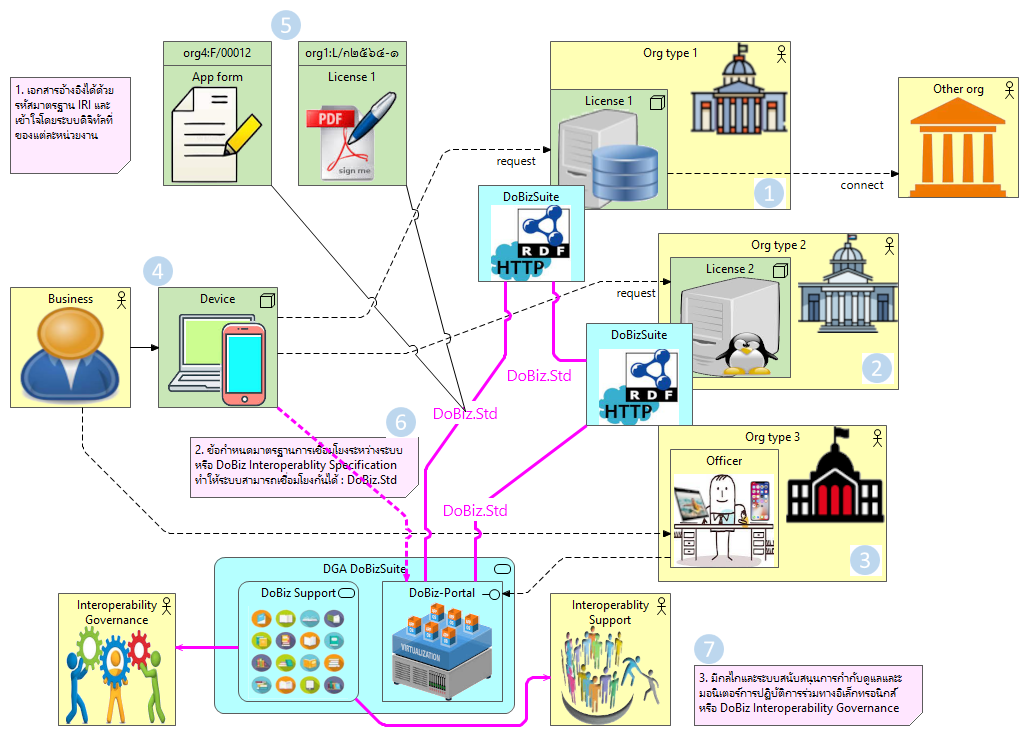 5
org4:F/00012
App form
org1:L/ก๒๕๖๔-๑
License 1
PDF
sign me
1. เอกสารอ้างอิงได้ด้วย
รหัสมาตรฐาน IRI และ
เข้าใจโดยระบบดิจิทัลที่
ของแต่ละหน่วยงาน
Org type 1
License 1
1
request
DoBizSuite
RDF
HTTP
Other org
connect
Org type 2
License 2
2
request
DoBizSuite
RDF
HTTP
4
Business
Device
DoBiz.Std
DoBiz.Std
6
2. ข้อกำหนดมาตรฐานการเชื่อมโยงระหว่างระบบ
หรือ DoBiz Interoperablity Specification
ทำให้ระบบสามารถเชื่อมโยงกันได้ : DoBiz.Std
DoBiz.Std
Org type 3
Officer
3
DGA DoBizSuite
DoBiz Support
DoBiz-Portal
VIRTUALIZATION
Interoperability
Governance
Interoperablity
Support
7
3. มีกลไกและระบบสนับสนุนการกำกับดูแลและ
มอนิเตอร์การปฏิบัติการร่วมทางอิเล็กทรอนิกส์
หรือ DoBiz Interoperability Governance